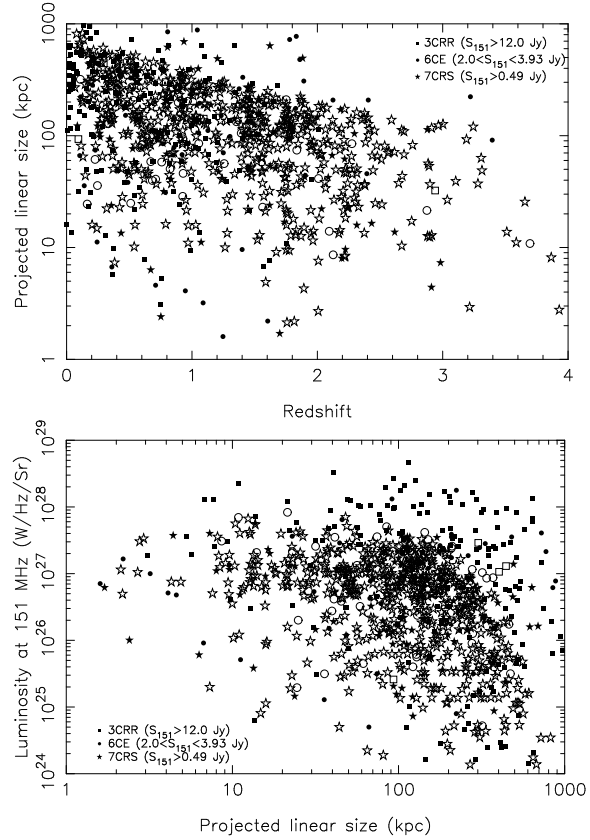 1000
3CRR (S151>12.0 Jy)
6CE (2.0<S151<3.93 Jy)
7CRS (S151>0.49 Jy)
100
10
1
Projected linear size (kpc)
0 1 2 3 4
Redshift
10^29
10^28
10^27
10^26
10^25
10^24
Luminosity at 151 MHz (W/Hz/Sr)
3CRR (S151>12.0 Jy)
6CE (2.0<S151<3.93 Jy)
7CRS (S151>0.49 Jy)
1 10 100 1000
Projected linear size (kpc)